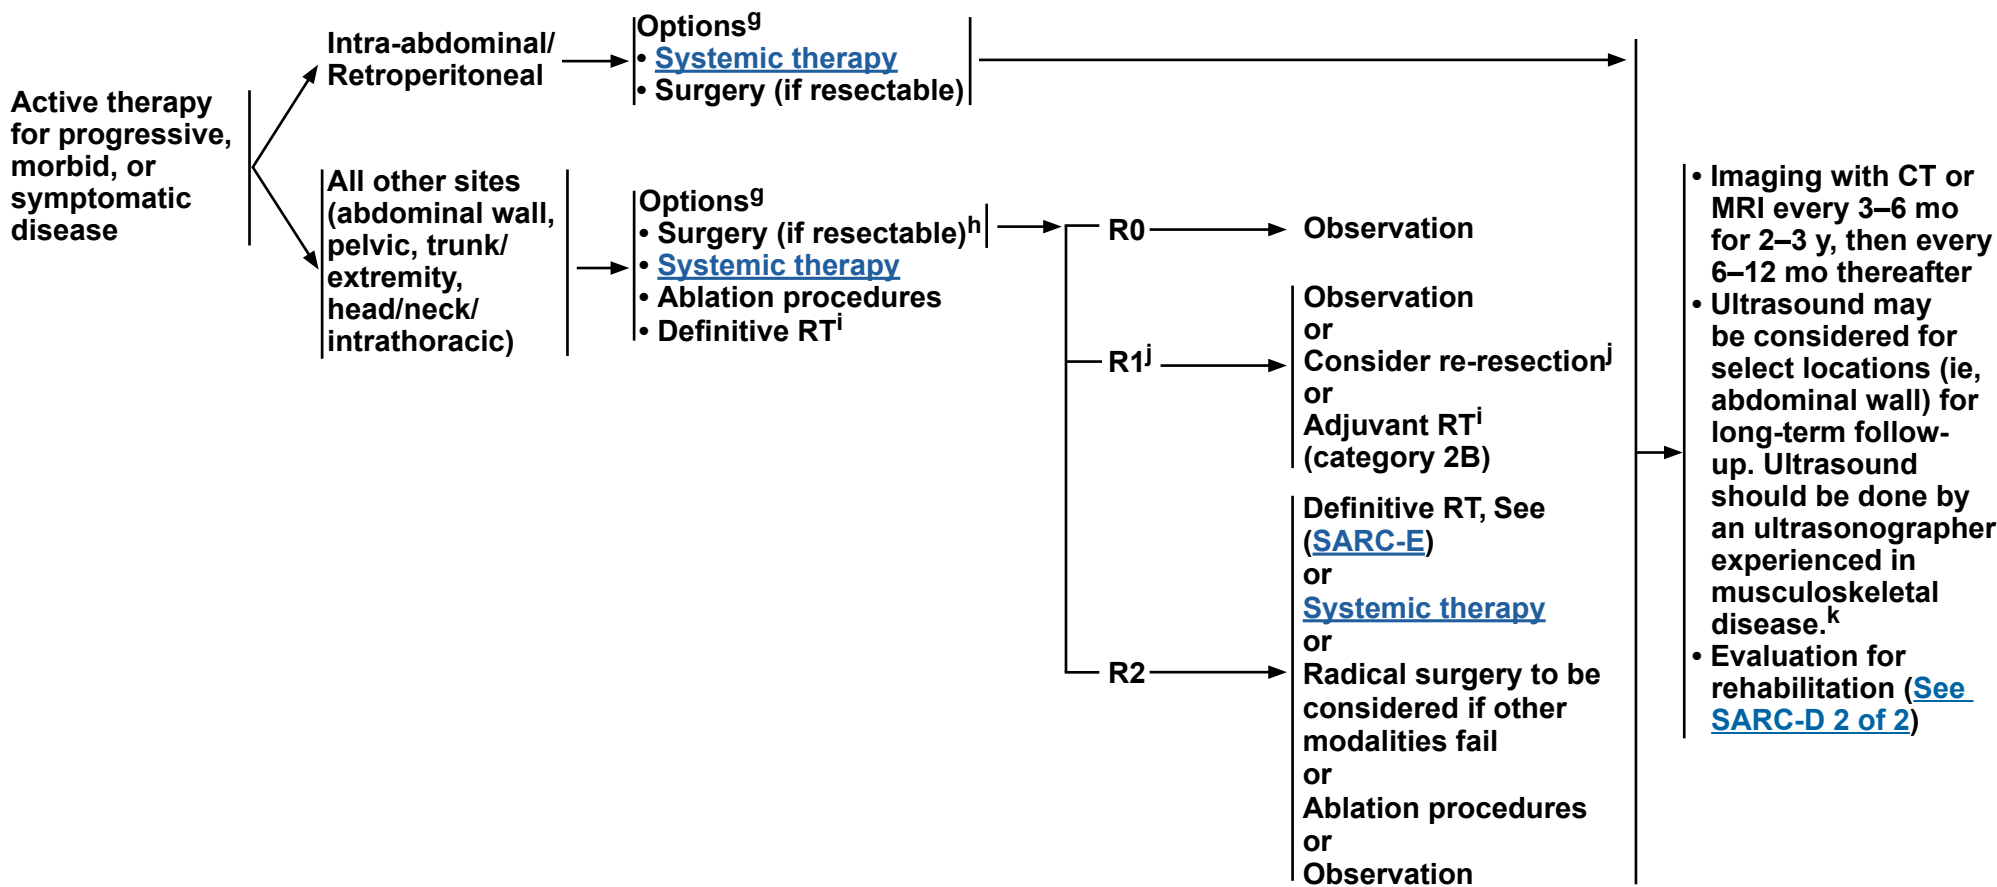 Active therapy
for progressive,
morbid, or
symptomatic
disease
Intra-abdominal/
Retroperitoneal
Optionsg
• Systemic therapy
• Surgery (if resectable)
All other sites
(abdominal wall,
pelvic, trunk/
extremity,
head/neck/
intrathoracic)
Optionsg
• Surgery (if resectable)h
• Systemic therapy
• Ablation procedures
• Definitive RTi
R0
Observation
R1j
Observation
or
Consider re-resectionj
or
Adjuvant RTi
(category 2B)
R2
Definitive RT, See
(SARC-E)
or
Systemic therapy
or
Radical surgery to be
considered if other
modalities fail
or
Ablation procedures
or
Observation
• Imaging with CT or
MRI every 3–6 mo
for 2–3 y, then every
6–12 mo thereafter
• Ultrasound may
be considered for
select locations (ie,
abdominal wall) for
long-term follow-
up. Ultrasound
should be done by
an ultrasonographer
experienced in
musculoskeletal
disease.k
• Evaluation for
rehabilitation (See
SARC-D 2 of 2)